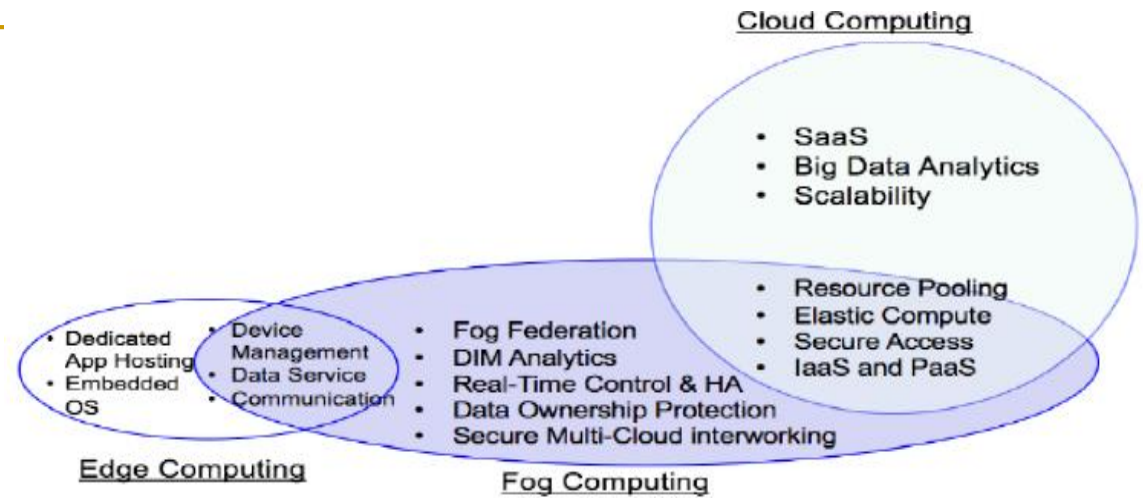 Cloud Computing
• SaaS
• Big Data Analytics
• Scalability
• Resource Pooling
• Elastic Compute
• Secure Access
• IaaS and PaaS
• Fog Federation
• DIM Analytics
• Real-Time Control & HA
• Data Ownership Protection
• Secure Multi-Cloud interworking
• Device
Management
• Data Service
• Communication
• Dedicated
App Hosting
• Embedded
OS
Edge Computing
Fog Computing